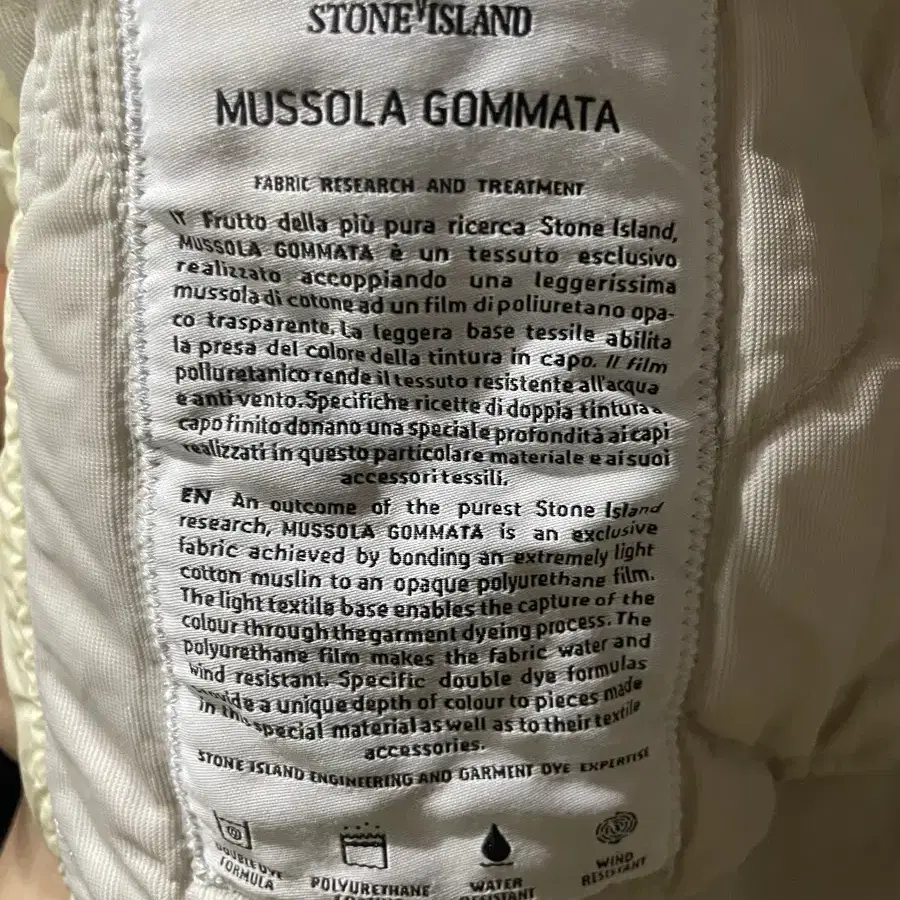 STONE ISLAND
MUSSOLA GOMMATA
FABRIC RESEARCH AND TREATMENT
IT Frutto della più pura ricerca Stone Island,
MUSSOLA GOMMATA è un tessuto esclusivo
realizzato accoppiando una leggerissima
mussola di cotone ad un film di poliuretano opa-
co trasparente. La leggera base tessile abilita
la presa del colore della tintura in capo. Il film
poliuretanico rende il tessuto resistente all'acqua
e anti vento. Specifiche ricette di doppia tintura a
capo finito donano una speciale profondità ai capi
realizzati in questo particolare materiale e ai suoi
accessori tessili.
EN An outcome of the purest Stone Island
research, MUSSOLA GOMMATA is an exclusive
fabric achieved by bonding an extremely light
cotton muslin to an opaque polyurethane film.
The light textile base enables the capture of the
colour through the garment dyeing process. The
polyurethane film makes the fabric water and
wind resistant. Specific double dye formulas
provide a unique depth of colour to pieces made
in this special material as well as to their textile
accessories.
STONE ISLAND ENGINEERING AND GARMENT DYE EXPERTISE
DOUBLE DYE
FORMULA
POLYURETHANE
WATER
RESISTANT
WIND
RESISTANT